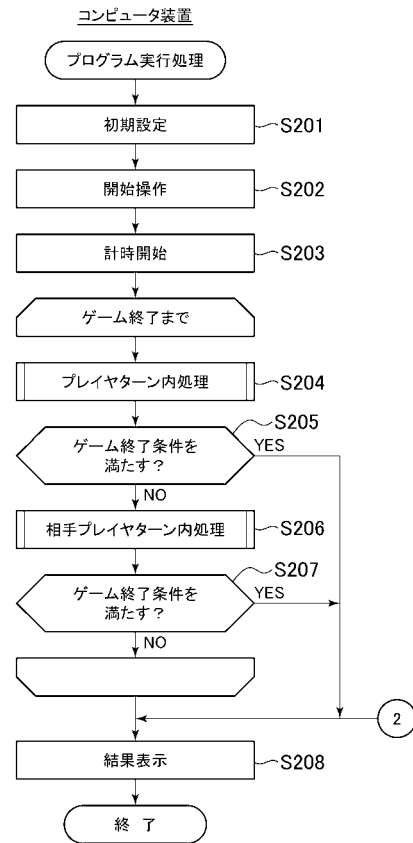 コンピュータ装置
プログラム実行処理
初期設定
S201
開始操作
S202
計時開始
S203
ゲーム終了まで
プレイヤターン内処理
S204
S205
ゲーム終了条件を
満たす?
YES
NO
相手プレイヤターン内処理
S206
S207
ゲーム終了条件を
満たす?
YES
NO
2
結果表示
S208
終 了